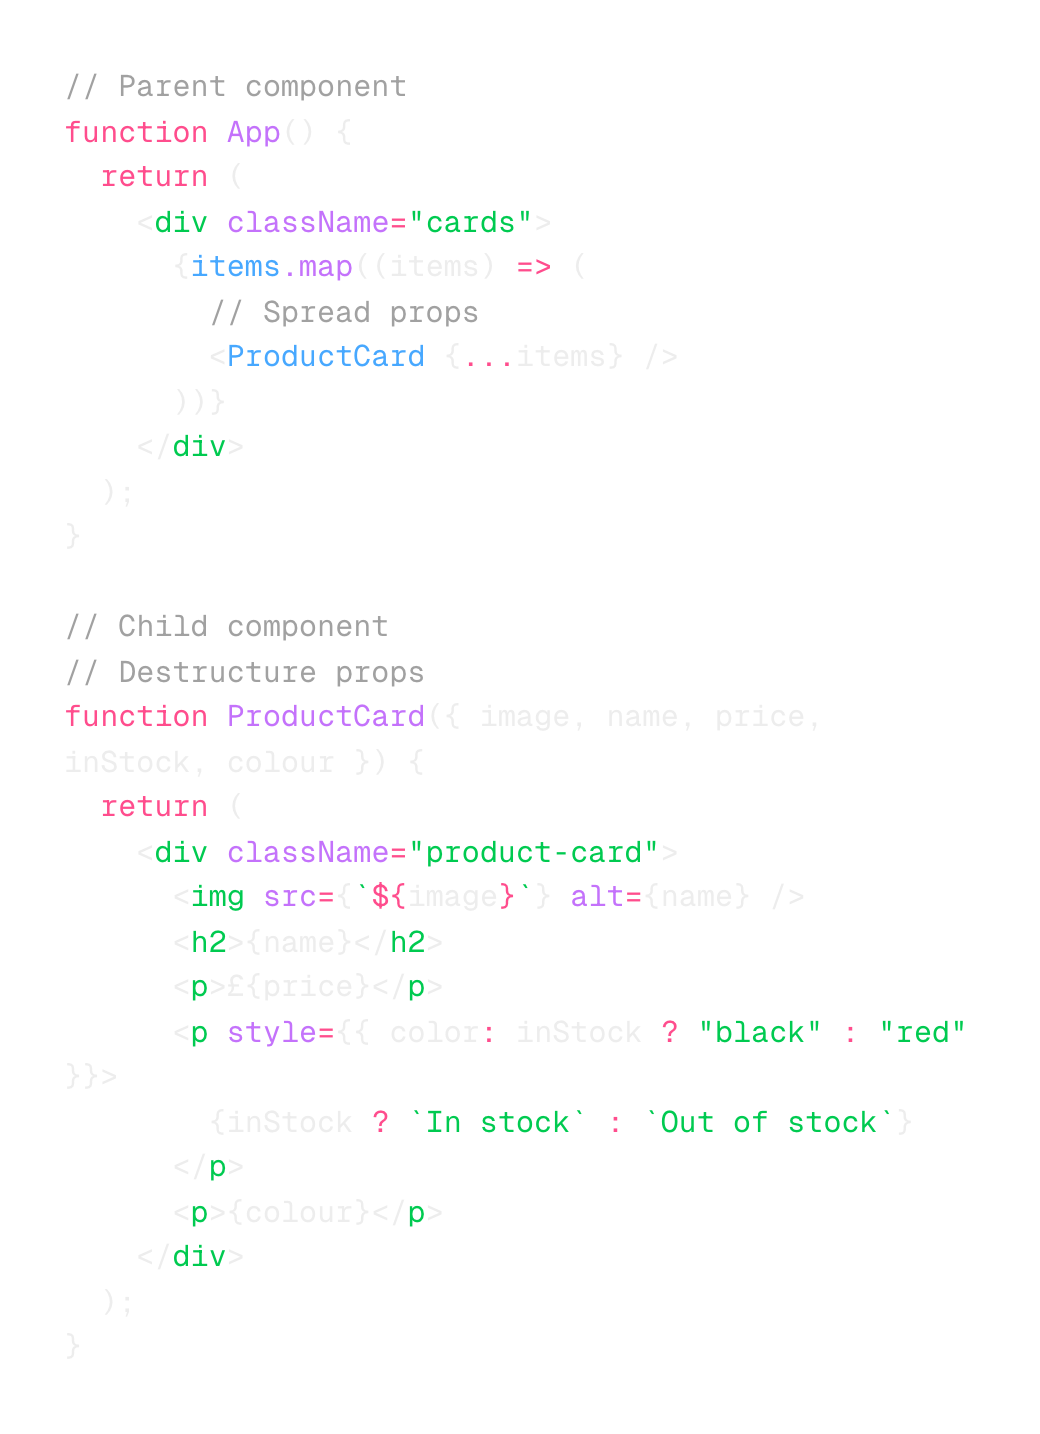 // Parent component
function App() {
  return (
    <div className="cards">
      {items.map((items) => (
        // Spread props
        <ProductCard {...items} />
      ))}
    </div>
  );
}

// Child component
// Destructure props
function ProductCard({ image, name, price,
inStock, colour }) {
  return (
    <div className="product-card">
      <img src={`${image}`} alt={name} />
      <h2>{name}</h2>
      <p>£{price}</p>
      <p style={{ color: inStock ? "black" : "red"
}}>
        {inStock ? `In stock` : `Out of stock`}
      </p>
      <p>{colour}</p>
    </div>
  );
}